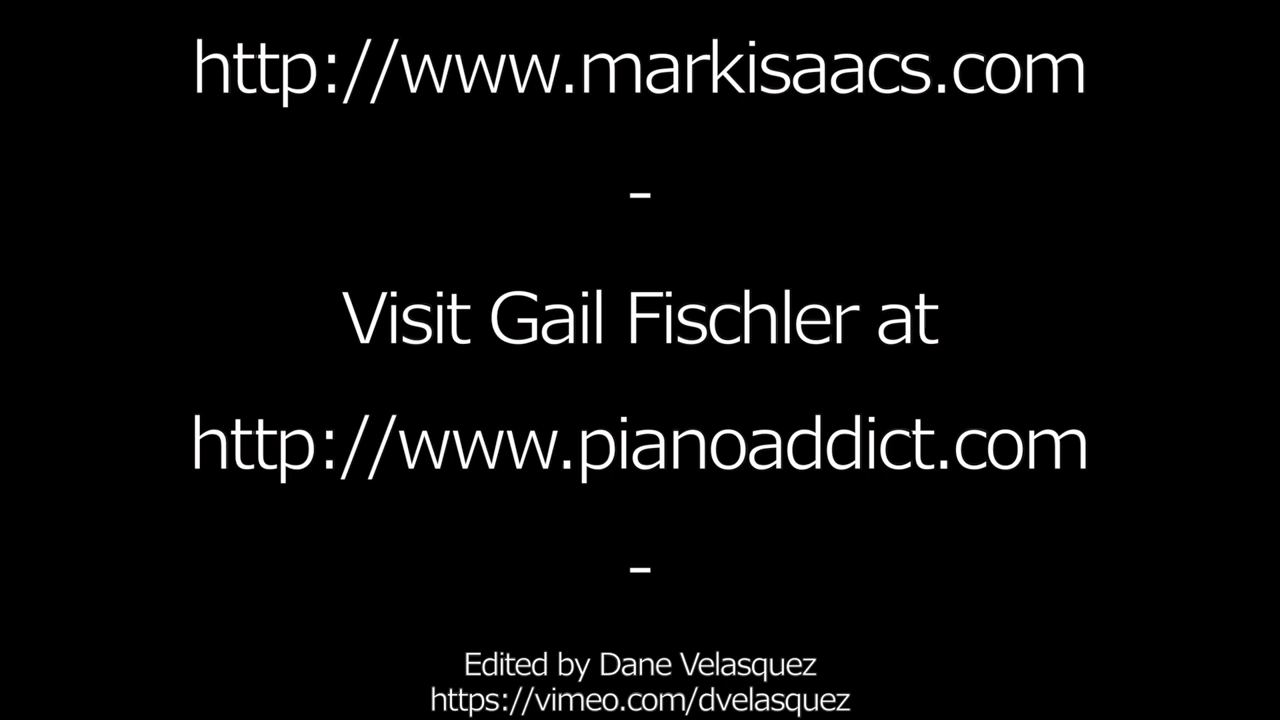 http://www.markisaacs.com
-
Visit Gail Fischler at
http://www.pianoaddict.com
-
Edited by Dane Velasquez
https://vimeo.com/dvelasquez